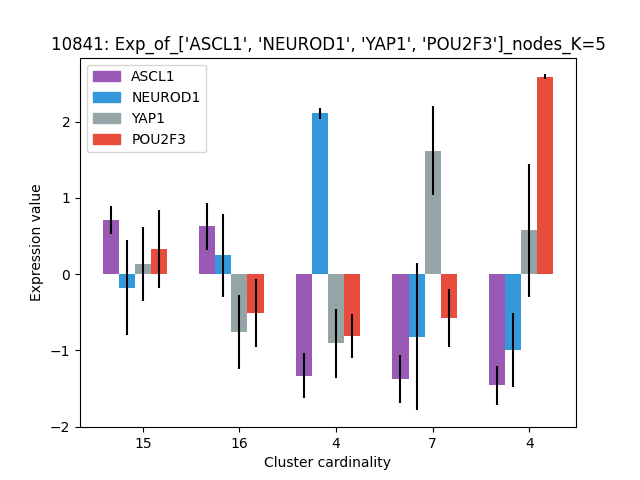 10841: Exp_of_['ASCL1', 'NEUROD1', 'YAP1', 'POU2F3']_nodes_K=5
ASCL1
NEUROD1
YAP1
POU2F3
Expression value
2
1
0
−1
−2
15 16 4 7 4
Cluster cardinality